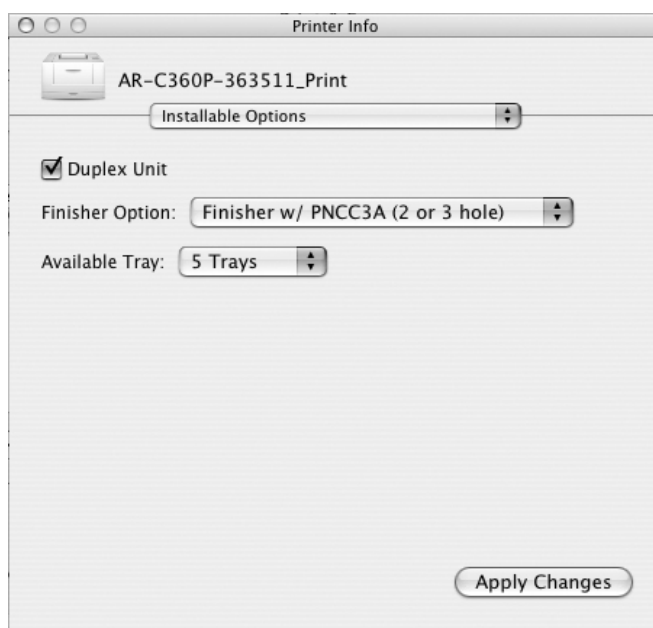 Printer Info
AR-C360P-363511_Print
Installable Options
Duplex Unit
Finisher Option: Finisher w/ PNCC3A (2 or 3 hole)
Available Tray: 5 Trays
Apply Changes